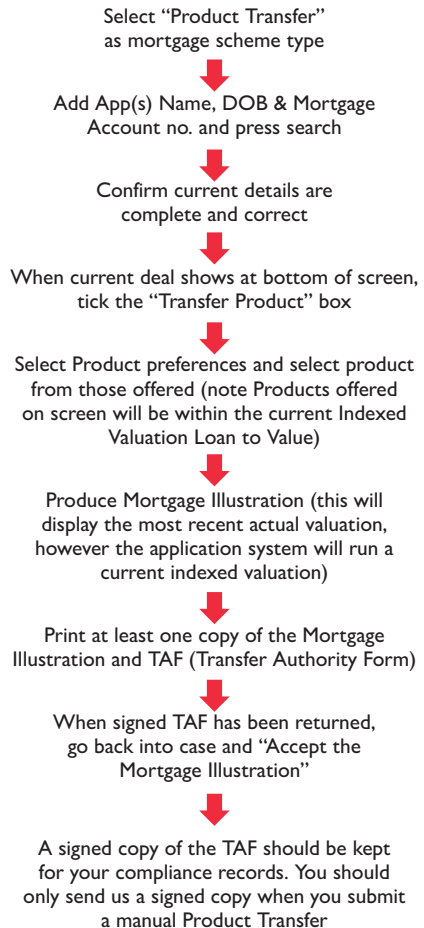 Select “Product Transfer”
as mortgage scheme type
Add App(s) Name, DOB & Mortgage
Account no. and press search
Confirm current details are
complete and correct
When current deal shows at bottom of screen,
tick the “Transfer Product” box
Select Product preferences and select product
from those offered (note Products offered
on screen will be within the current Indexed
Valuation Loan to Value)
Produce Mortgage Illustration (this will
display the most recent actual valuation,
however the application system will run a
current indexed valuation)
Print at least one copy of the Mortgage
Illustration and TAF (Transfer Authority Form)
When signed TAF has been returned,
go back into case and “Accept the
Mortgage Illustration”
A signed copy of the TAF should be kept
for your compliance records. You should
only send us a signed copy when you submit
a manual Product Transfer